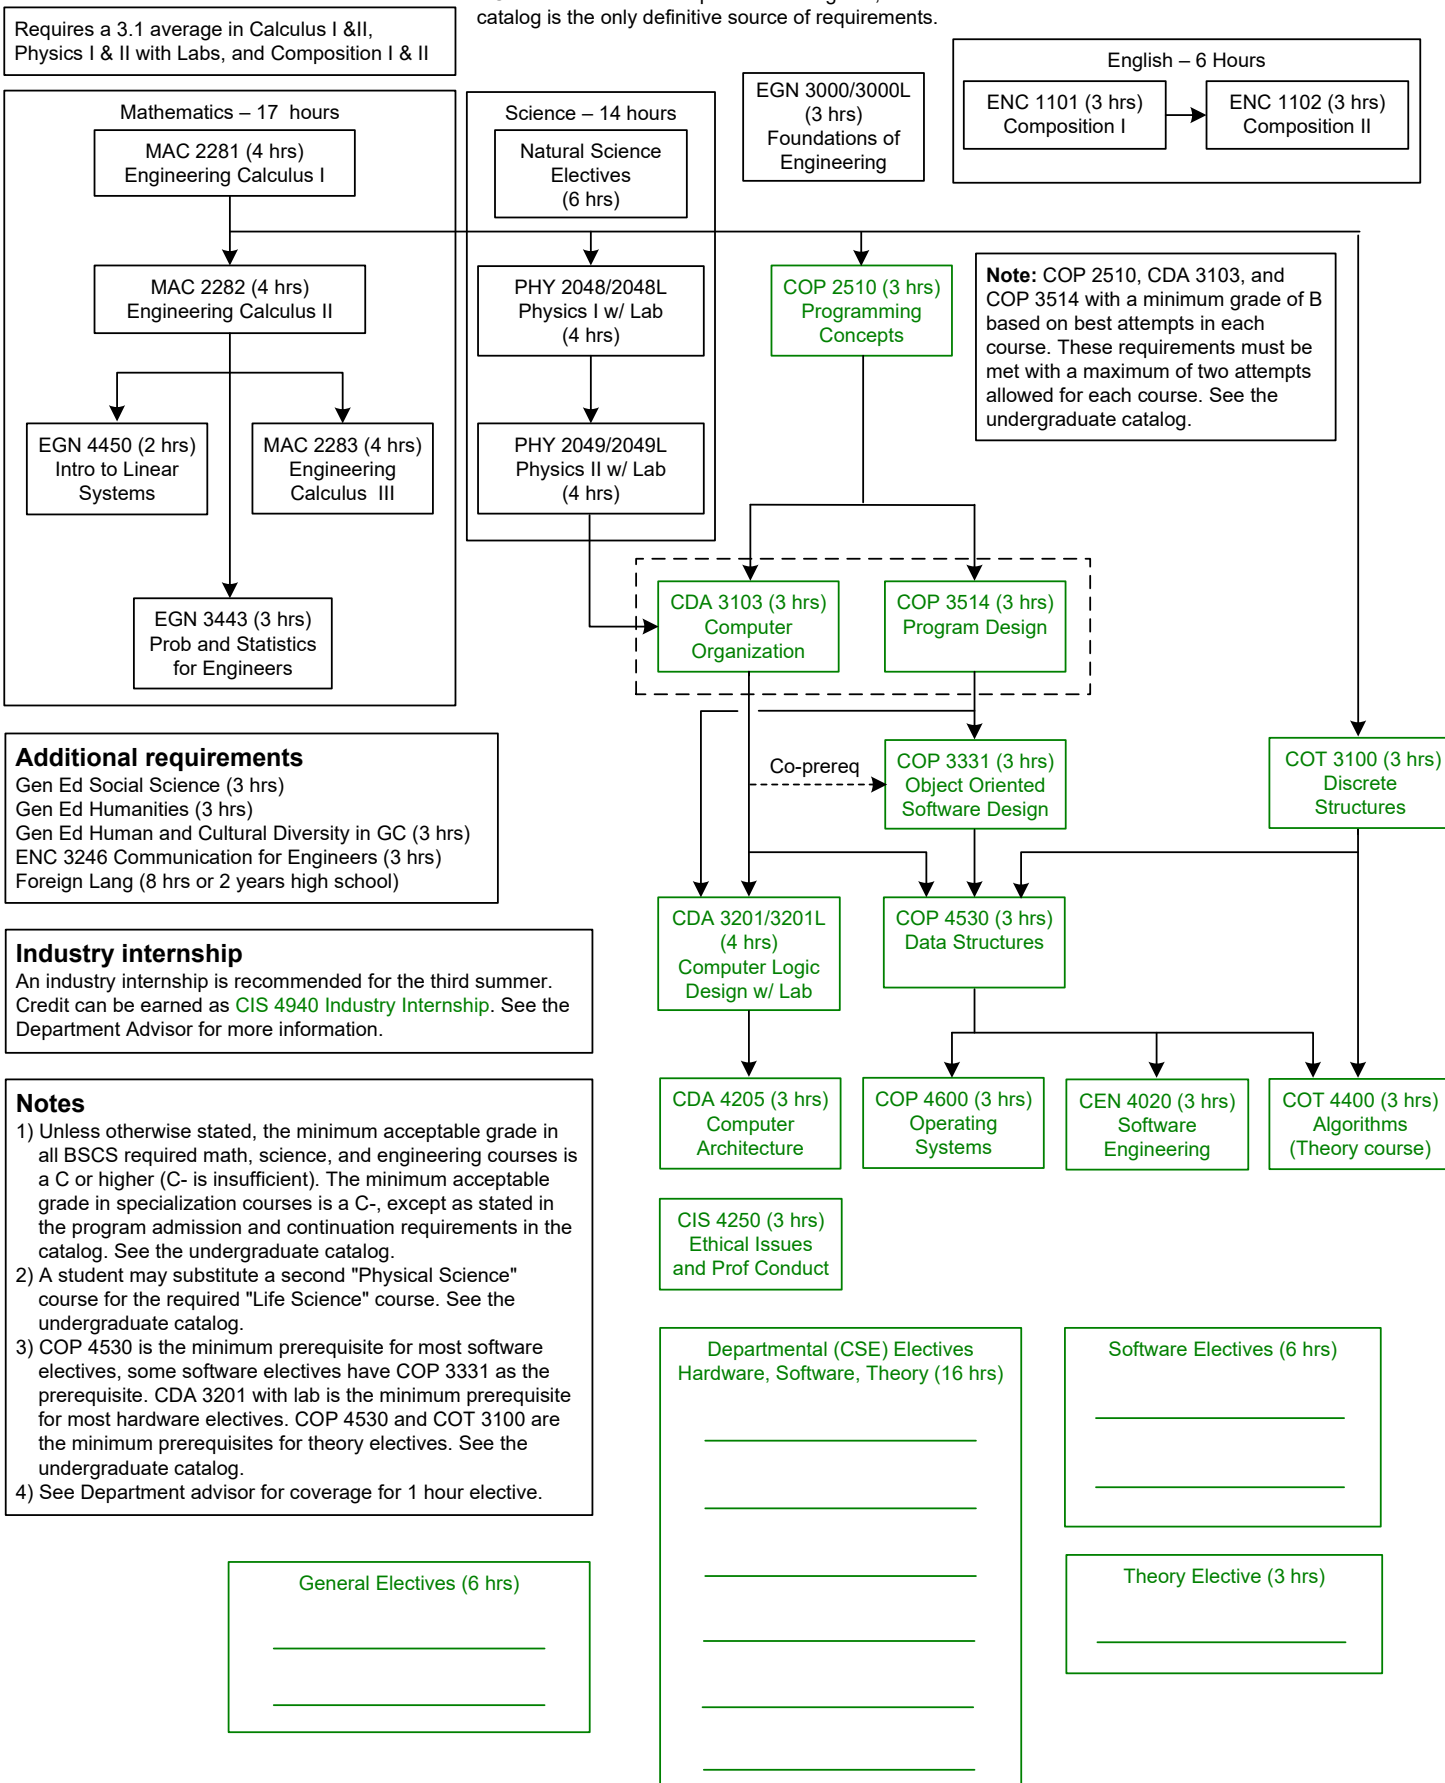 catalog is the only definitive source of requirements.
Requires a 3.1 average in Calculus I &II,
Physics I & II with Labs, and Composition I & II
English – 6 Hours
ENC 1101 (3 hrs)
Composition I
ENC 1102 (3 hrs)
Composition II
EGN 3000/3000L
(3 hrs)
Foundations of
Engineering
Mathematics – 17 hours
MAC 2281 (4 hrs)
Engineering Calculus I
Science – 14 hours
Natural Science
Electives
(6 hrs)
MAC 2282 (4 hrs)
Engineering Calculus II
PHY 2048/2048L
Physics I w/ Lab
(4 hrs)
COP 2510 (3 hrs)
Programming
Concepts
Note: COP 2510, CDA 3103, and
COP 3514 with a minimum grade of B
based on best attempts in each
course. These requirements must be
met with a maximum of two attempts
allowed for each course. See the
undergraduate catalog.
EGN 4450 (2 hrs)
Intro to Linear
Systems
MAC 2283 (4 hrs)
Engineering
Calculus III
PHY 2049/2049L
Physics II w/ Lab
(4 hrs)
EGN 3443 (3 hrs)
Prob and Statistics
for Engineers
CDA 3103 (3 hrs)
Computer
Organization
COP 3514 (3 hrs)
Program Design
Additional requirements
Gen Ed Social Science (3 hrs)
Gen Ed Humanities (3 hrs)
Gen Ed Human and Cultural Diversity in GC (3 hrs)
ENC 3246 Communication for Engineers (3 hrs)
Foreign Lang (8 hrs or 2 years high school)
Co-prereq
COP 3331 (3 hrs)
Object Oriented
Software Design
COT 3100 (3 hrs)
Discrete
Structures
Industry internship
An industry internship is recommended for the third summer.
Credit can be earned as CIS 4940 Industry Internship. See the
Department Advisor for more information.
CDA 3201/3201L
(4 hrs)
Computer Logic
Design w/ Lab
COP 4530 (3 hrs)
Data Structures
Notes
1) Unless otherwise stated, the minimum acceptable grade in
all BSCS required math, science, and engineering courses is
a C or higher (C- is insufficient). The minimum acceptable
grade in specialization courses is a C-, except as stated in
the program admission and continuation requirements in the
catalog. See the undergraduate catalog.
2) A student may substitute a second "Physical Science"
course for the required "Life Science" course. See the
undergraduate catalog.
3) COP 4530 is the minimum prerequisite for most software
electives, some software electives have COP 3331 as the
prerequisite. CDA 3201 with lab is the minimum prerequisite
for most hardware electives. COP 4530 and COT 3100 are
the minimum prerequisites for theory electives. See the
undergraduate catalog.
4) See Department advisor for coverage for 1 hour elective.
CDA 4205 (3 hrs)
Computer
Architecture
COP 4600 (3 hrs)
Operating
Systems
CEN 4020 (3 hrs)
Software
Engineering
COT 4400 (3 hrs)
Algorithms
(Theory course)
CIS 4250 (3 hrs)
Ethical Issues
and Prof Conduct
Departmental (CSE) Electives
Hardware, Software, Theory (16 hrs)
Software Electives (6 hrs)
General Electives (6 hrs)
Theory Elective (3 hrs)